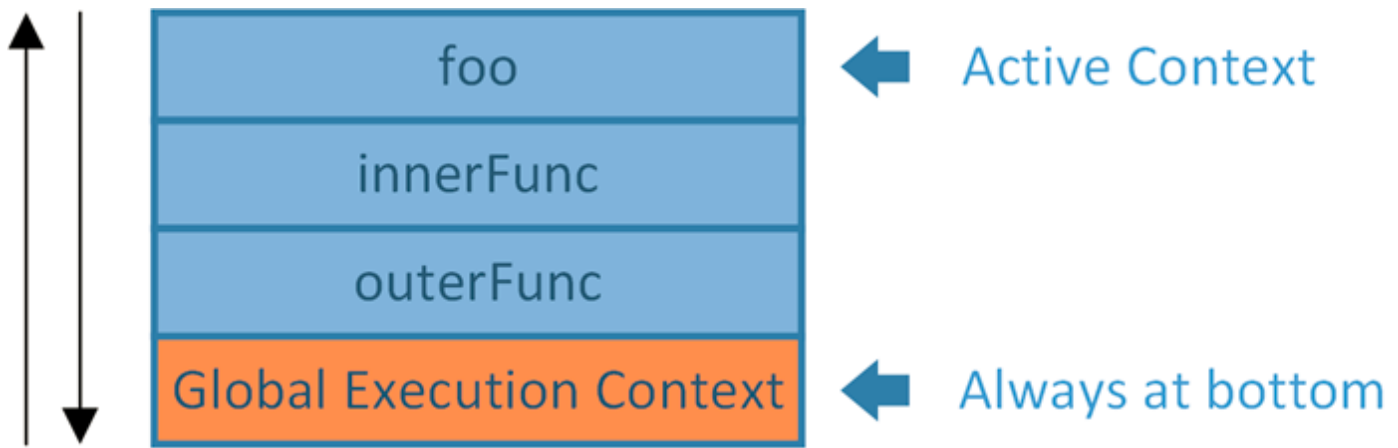 foo
Active Context
innerFunc
outerFunc
Global Execution Context
Always at bottom